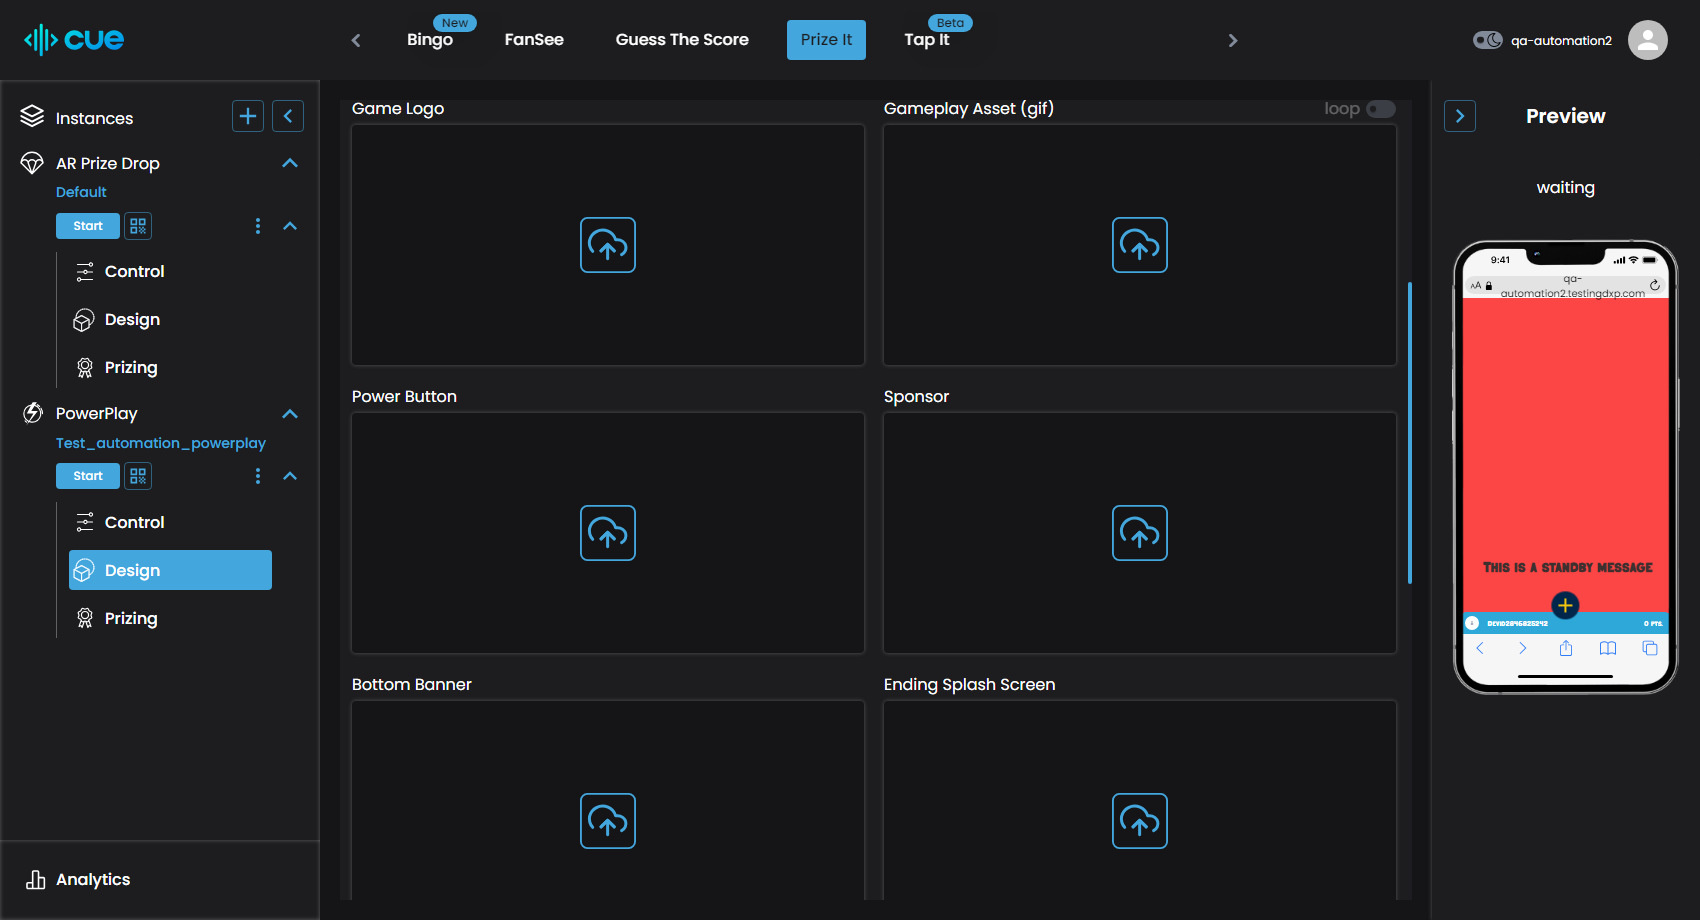 cue
Bingo
New
FanSee
Guess The Score
Prize It
Tap It
Beta
qa-automation2
Instances
AR Prize Drop
Default
Start
Control
Design
Prizing
PowerPlay
Test_automation_powerplay
Start
Control
Design
Prizing
Analytics
Game Logo
Gameplay Asset (gif)
loop
Power Button
Sponsor
Bottom Banner
Ending Splash Screen
Preview
waiting
9:41
AA
qa-
automation2.testingdxp.com
THIS IS A STANDBY MESSAGE
0 PTS.